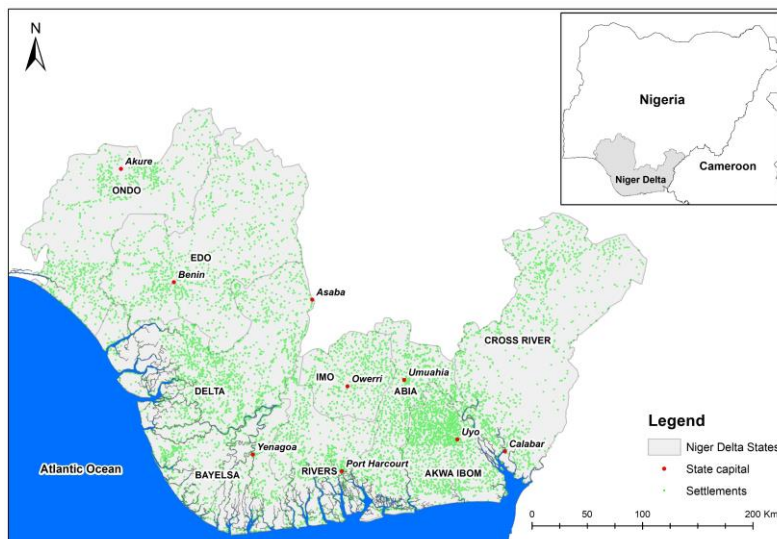 N
Nigeria
Cameroon
Niger Delta
Akure
ONDO
EDO
Benin
Asaba
CROSS RIVER
IMO
Owerri
Umuahia
ABIA
DELTA
Uyo
Calabar
Yenagoa
Atlantic Ocean
BAYELSA
RIVERS
Port Harcourt
AKWA IBOM
Legend
Niger Delta States
State capital
Settlements
0 50 100 200 Km